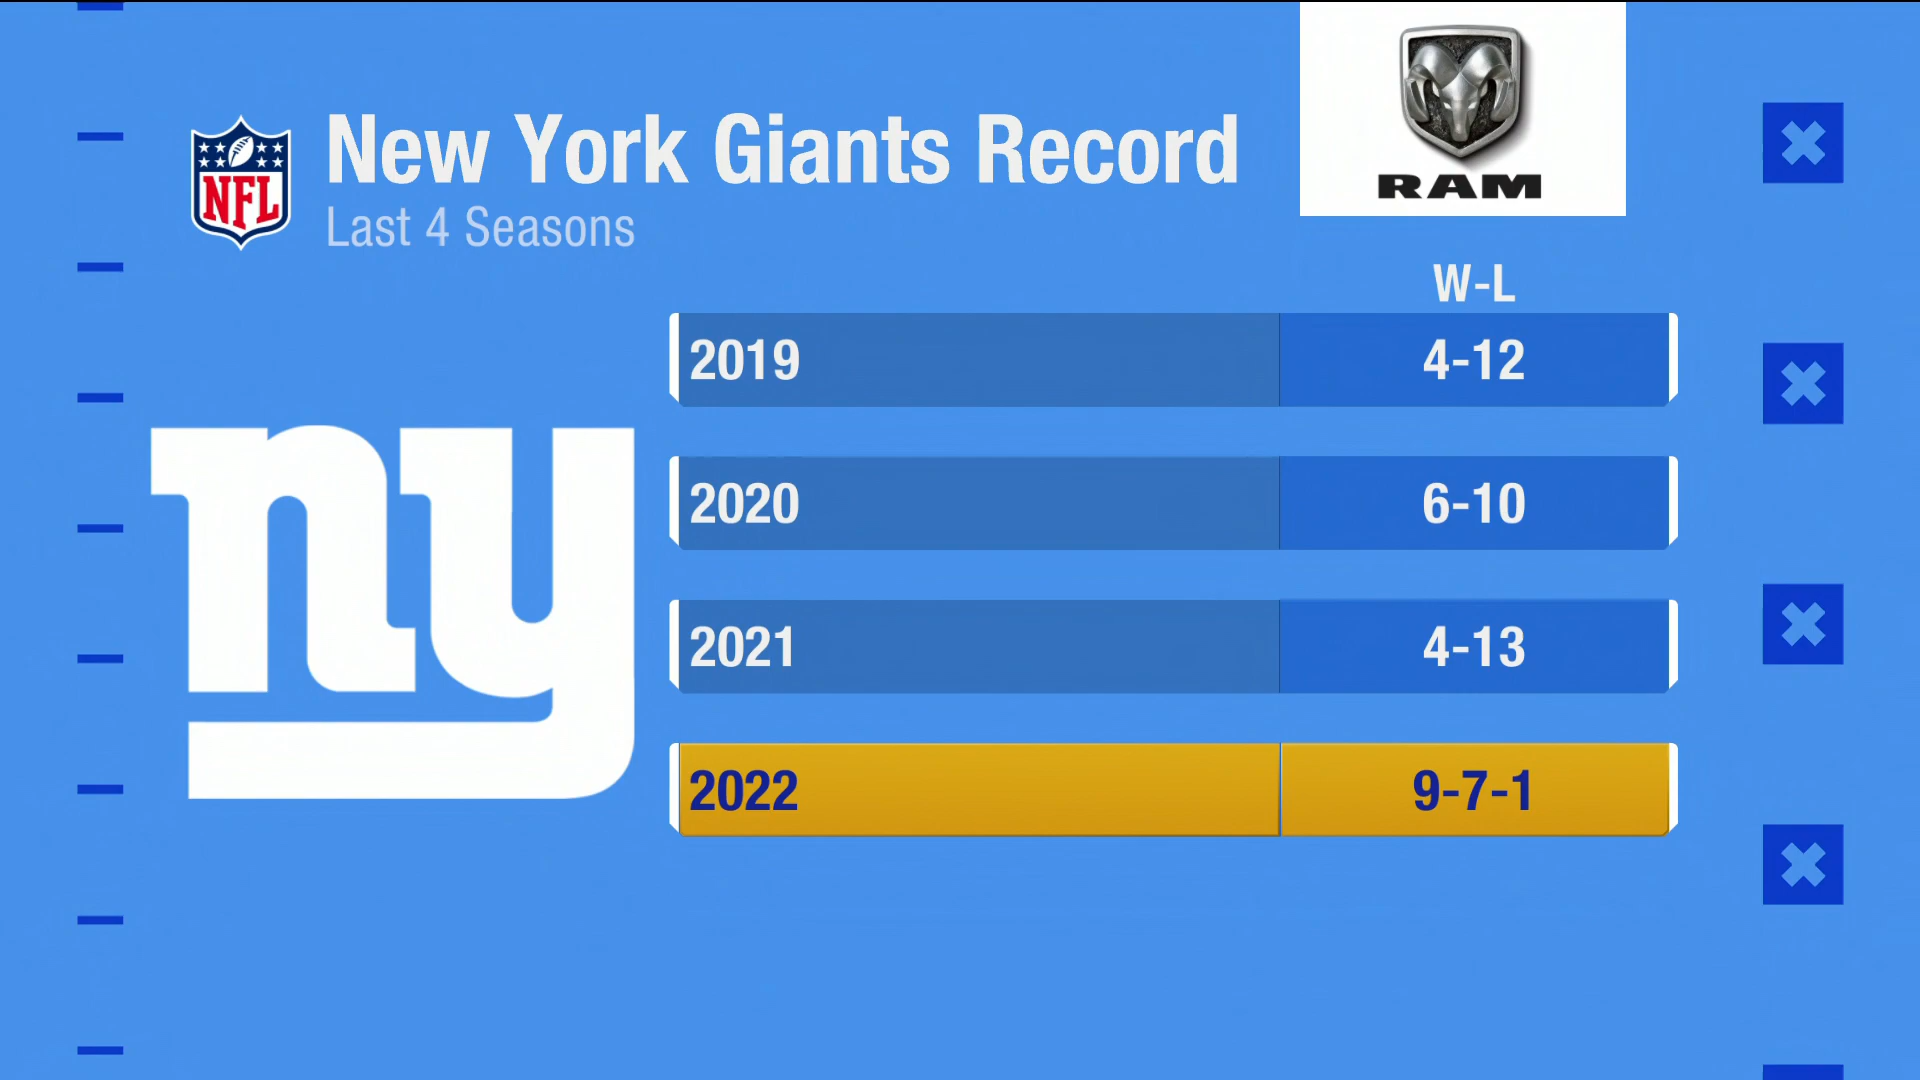 New York Giants Record
Last 4 Seasons
NFL
RAM
W-L
2019 4-12
2020 6-10
2021 4-13
2022 9-7-1
ny